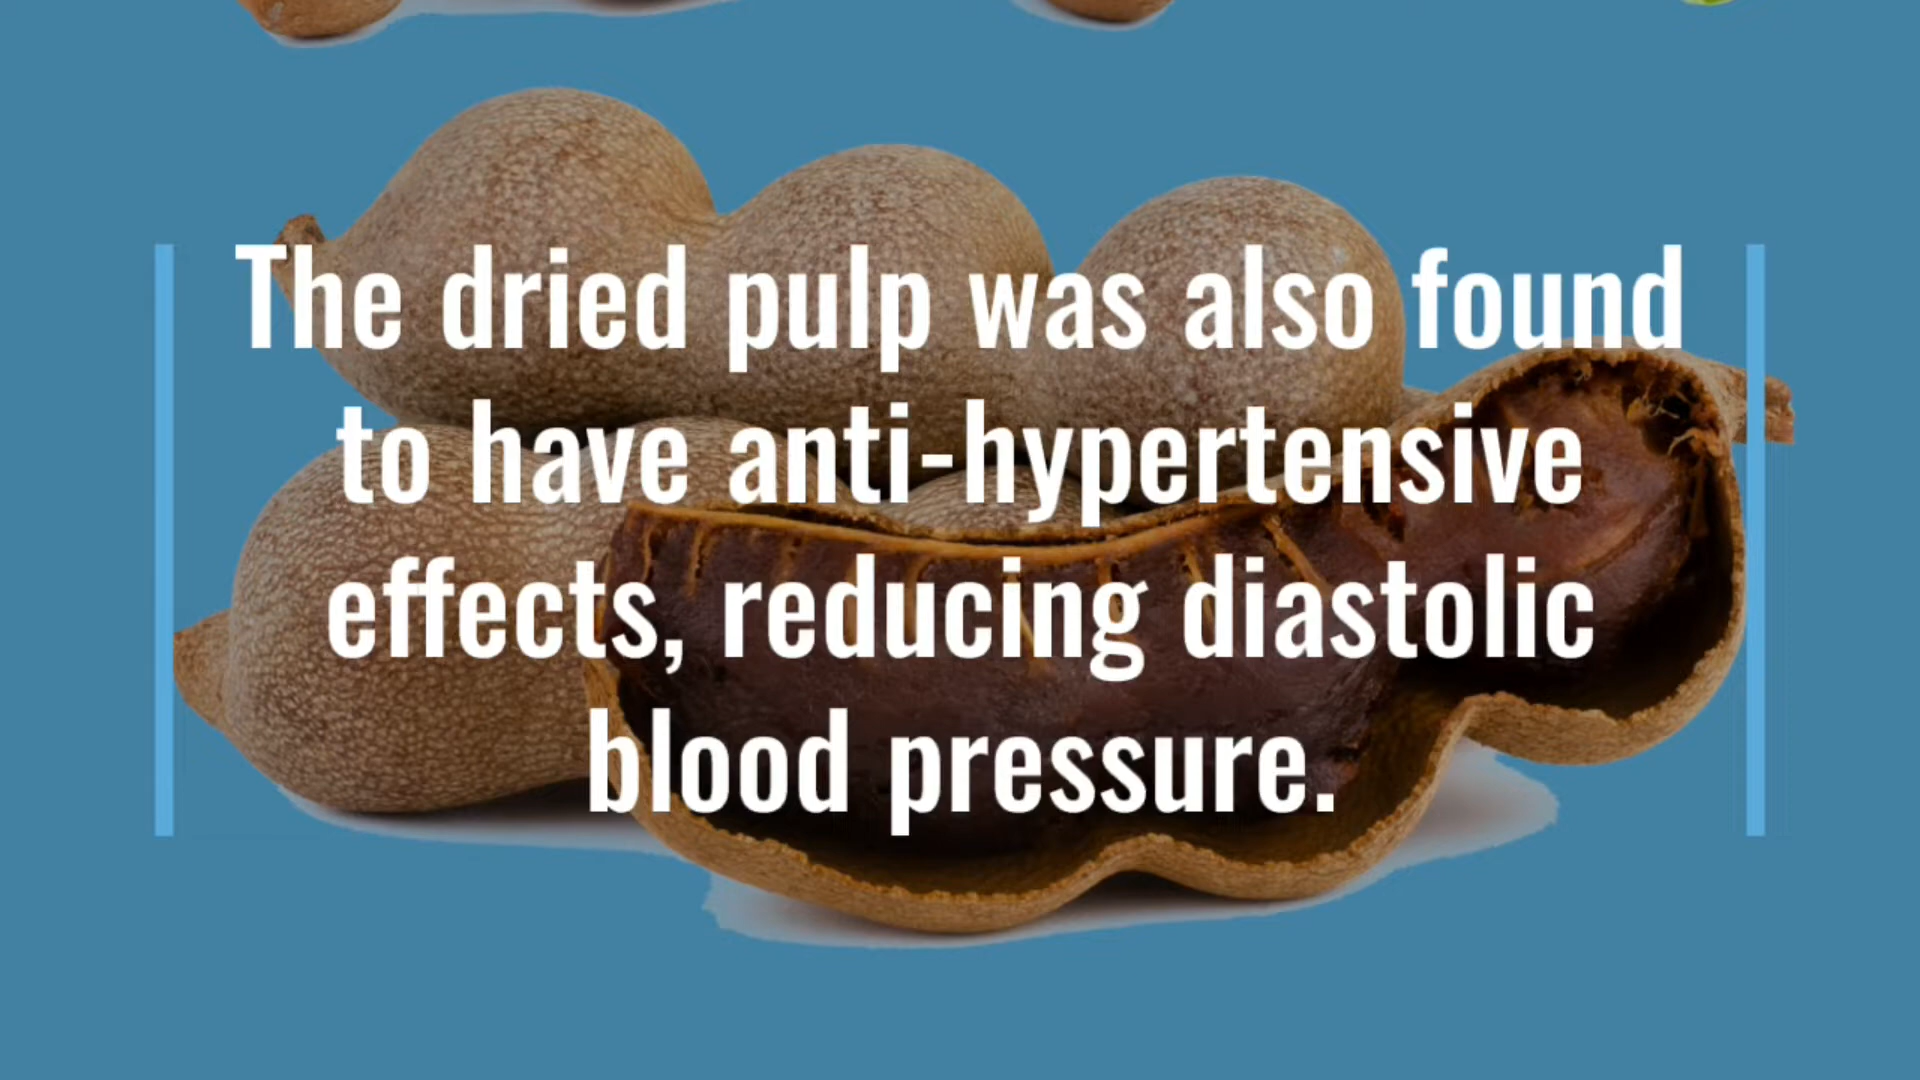 The dried pulp was also found
to have anti-hypertensive
effects, reducing diastolic
blood pressure.